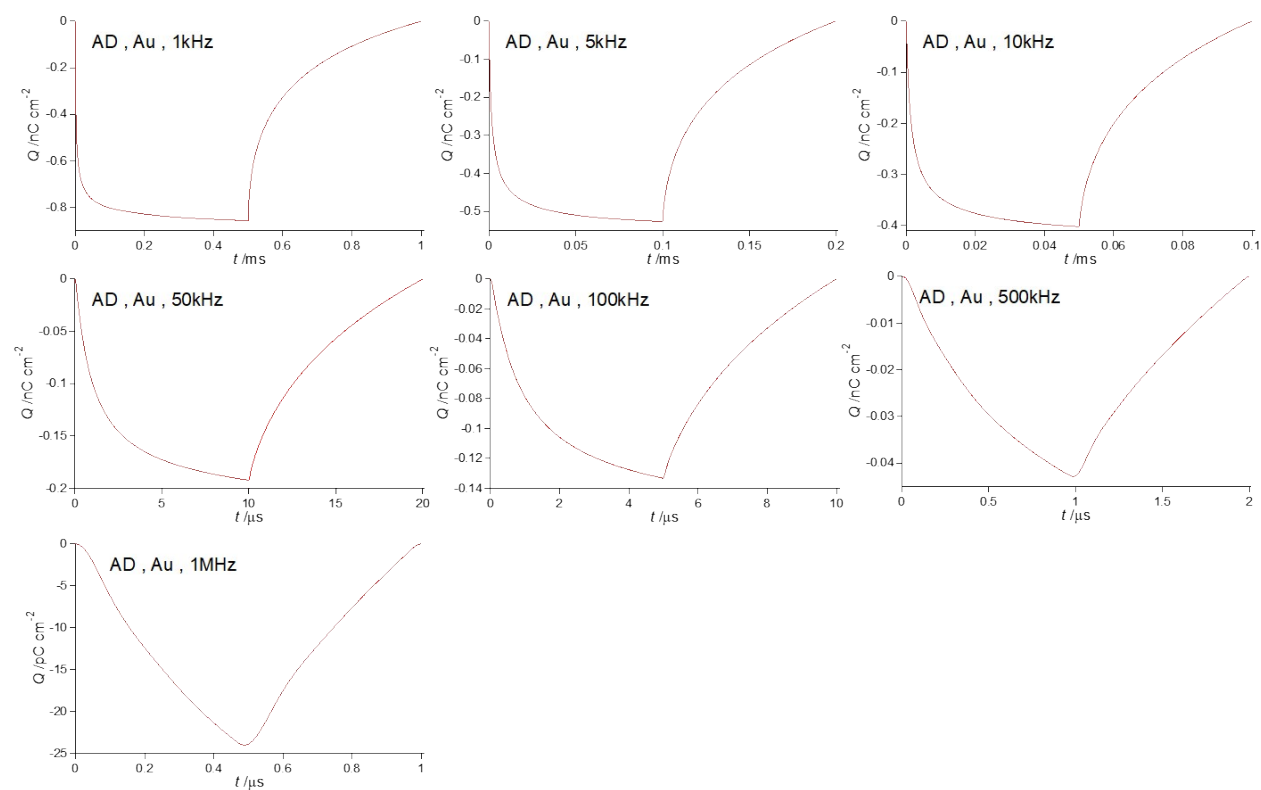 AD , Au , 1kHz
Q /nC cm-2
0
-0.2
-0.4
-0.6
-0.8
0 0.2 0.4 0.6 0.8 1
t /ms
AD , Au , 5kHz
Q /nC cm-2
0
-0.1
-0.2
-0.3
-0.4
-0.5
0 0.05 0.1 0.15 0.2
t /ms
AD , Au , 10kHz
Q /nC cm-2
0
-0.1
-0.2
-0.3
-0.4
0 0.02 0.04 0.06 0.08 0.1
t /ms
AD , Au , 50kHz
Q /nC cm-2
0
-0.05
-0.1
-0.15
-0.2
0 5 10 15 20
t /μs
AD , Au , 100kHz
Q /nC cm-2
0
-0.02
-0.04
-0.06
-0.08
-0.1
-0.12
-0.14
0 2 4 6 8 10
t /μs
AD , Au , 500kHz
Q /nC cm-2
0
-0.01
-0.02
-0.03
-0.04
0 0.5 1 1.5 2
t /μs
AD , Au , 1MHz
Q /pC cm-2
0
-5
-10
-15
-20
-25
0 0.2 0.4 0.6 0.8 1
t /μs